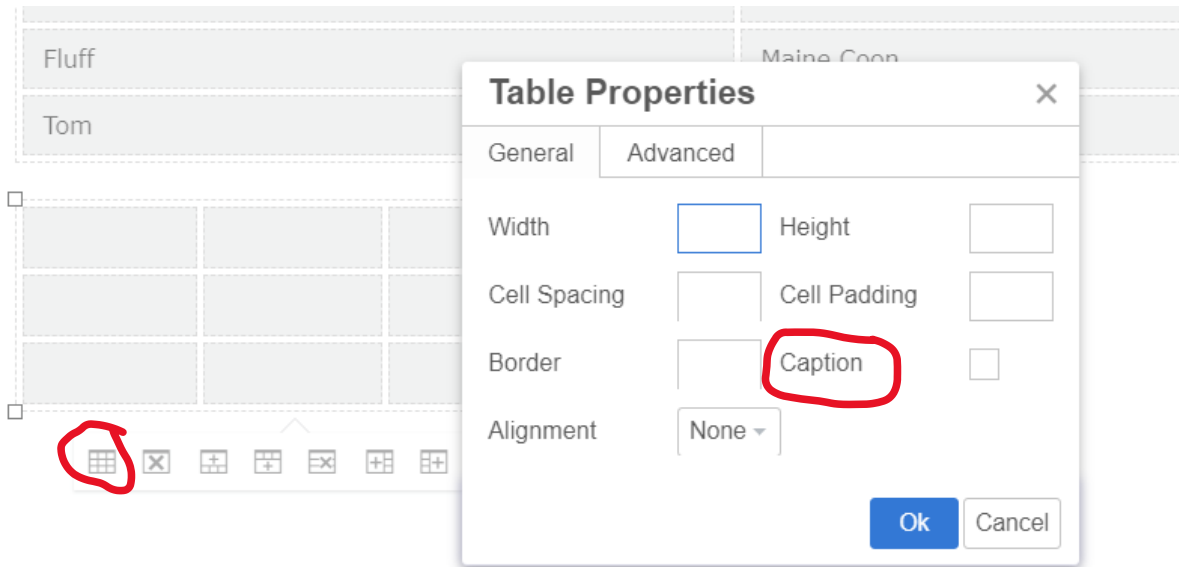 Fluff
Maine Coon
Tom
Table Properties
General Advanced
Width Height
Cell Spacing Cell Padding
Border Caption
Alignment None
Ok Cancel